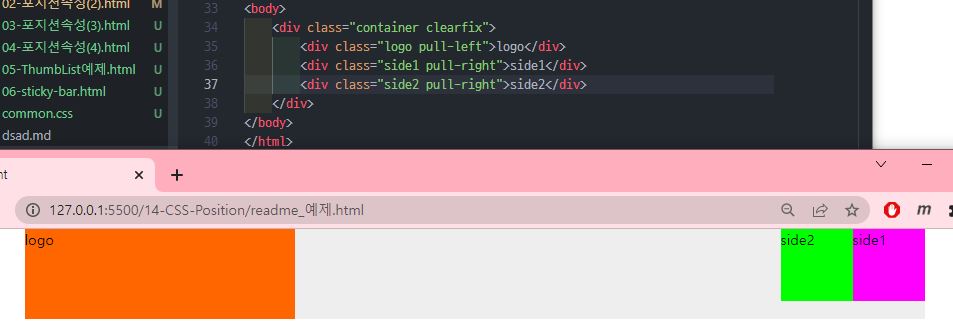 02-포지션속성(2).html M
03-포지션속성(3).html U
04-포지션속성(4).html U
05-ThumbList예제.html U
06-sticky-bar.html U
common.css U
dsad.md
33 <body>
34 <div class="container clearfix">
35 <div class="logo pull-left">logo</div>
36 <div class="side1 pull-right">side1</div>
37 <div class="side2 pull-right">side2</div>
38 </div>
39 </body>
40 </html>
nt
127.0.0.1:5500/14-CSS-Position/readme_예제.html
m
logo
side2 side1